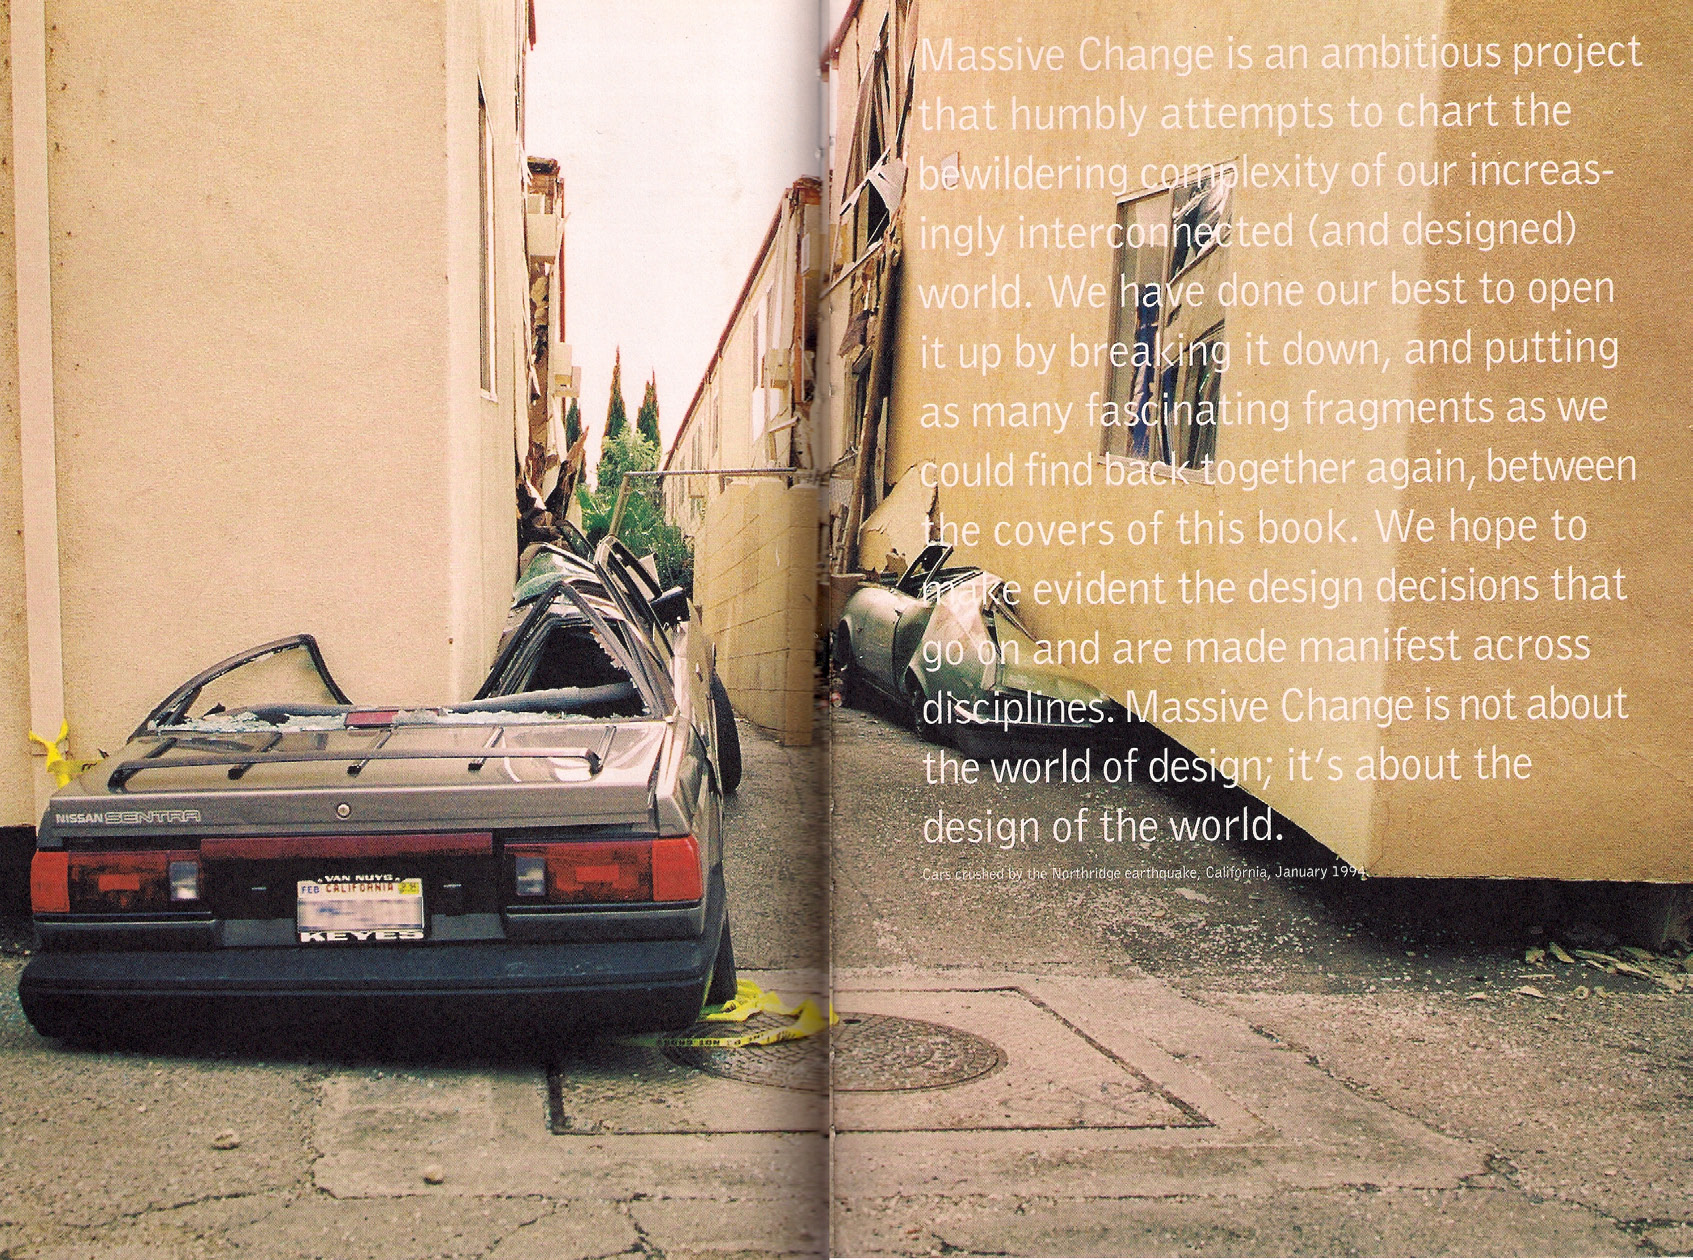 Massive Change is an ambitious project
that humbly attempts to chart the
bewildering complexity of our increas-
ingly interconnected (and designed)
world. We have done our best to open
it up by breaking it down, and putting
as many fascinating fragments as we
could find back together again, between
the covers of this book. We hope to
make evident the design decisions that
go on and are made manifest across
disciplines. Massive Change is not about
the world of design; it's about the
design of the world.
Cars crushed by the Northridge earthquake, California, January 1994.
NISSAN SENTRA
VAN NUYS
FEB CALIFORNIA
KEYES